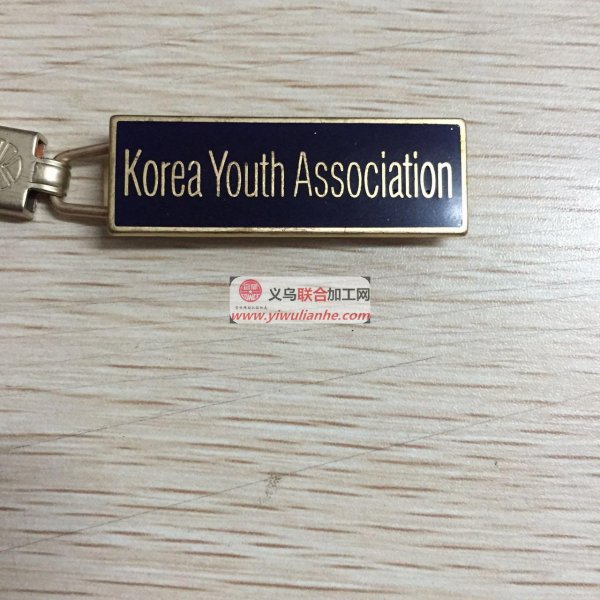 Korea Youth Association
义乌联合加工网
www.yiwulianhe.com